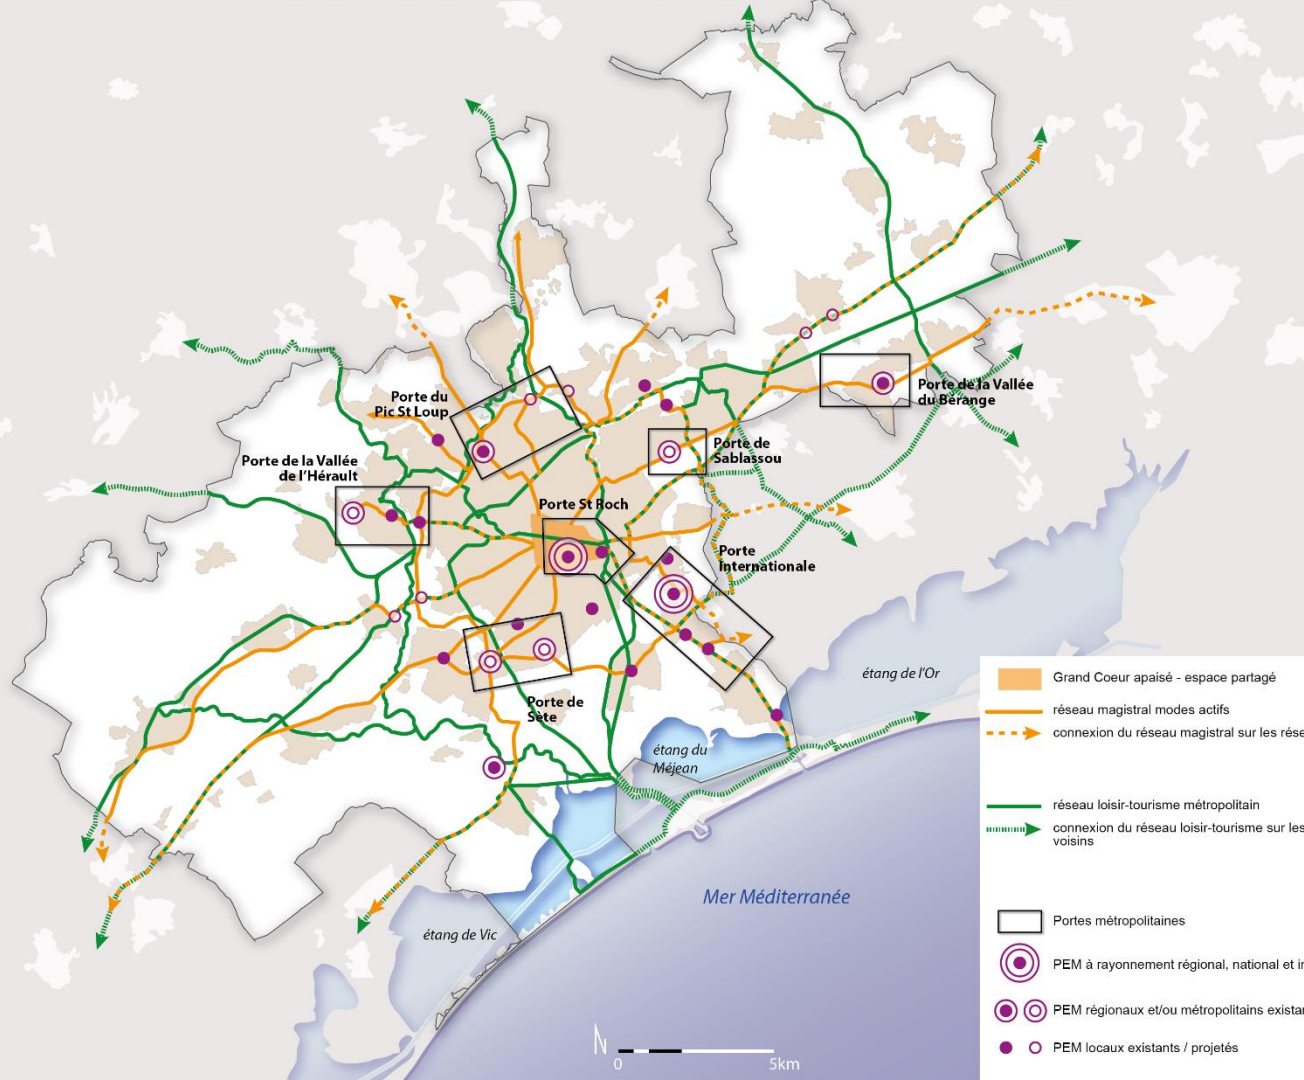 Porte du
Pic St Loup
Porte de la Vallée
de l'Hérault
Porte St Roch
Porte de
Sablassou
Porte de la Vallée
du Bérange
Porte
Internationale
Porte de
Sète
étang de l'Or
étang du
Méjean
étang de Vic
Mer Méditerranée
N
0
5km
Grand Coeur apaisé - espace partagé
réseau magistral modes actifs
connexion du réseau magistral sur les rése
réseau loisir-tourisme métropolitain
connexion du réseau loisir-tourisme sur les
voisins
Portes métropolitaines
PEM à rayonnement régional, national et in
PEM régionaux et/ou métropolitains existan
PEM locaux existants / projetés